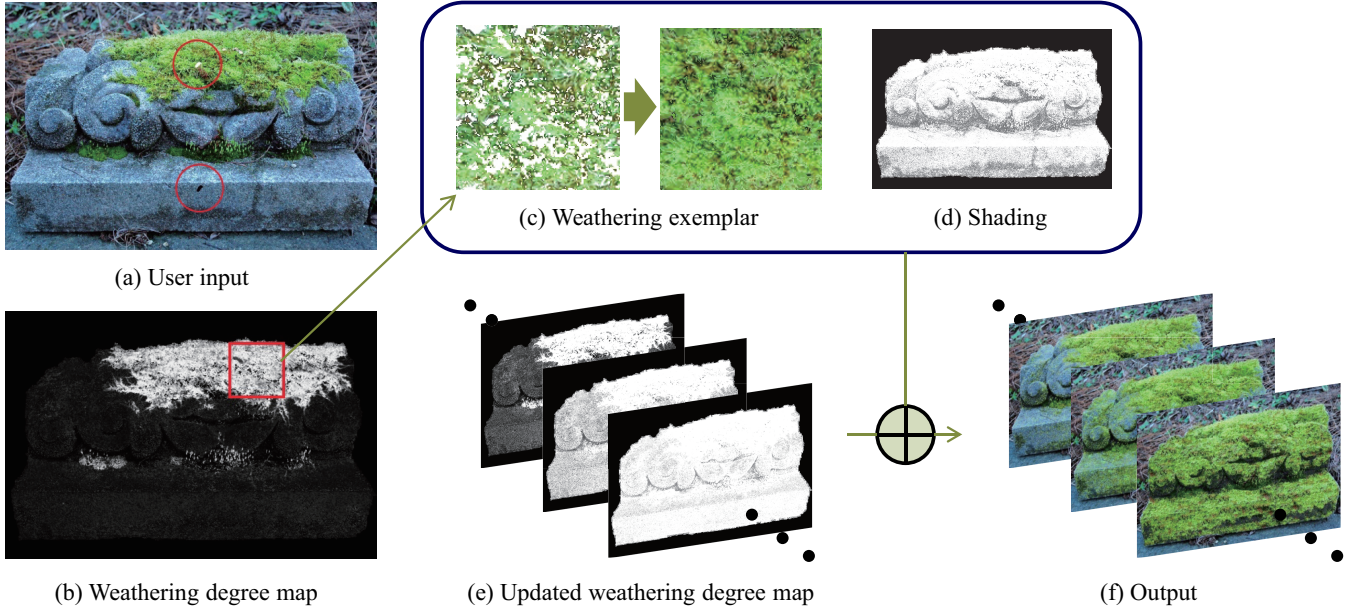 (a) User input
(b) Weathering degree map
(c) Weathering exemplar
(d) Shading
(e) Updated weathering degree map
(f) Output